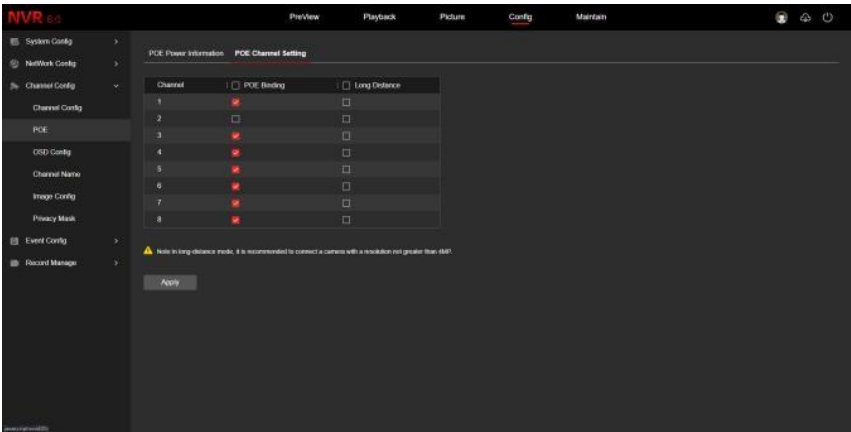 NVR 6.0 PreView Playback Picture Config Maintain
System Config
NetWork Config
Channel Config
Channel Config
POE
OSD Config
Channel Name
Image Config
Privacy Mask
Event Config
Record Manage
POE Power Information POE Channel Setting
Channel POE Binding Long Distance
1
2
3
4
5
6
7
8
Note:In long-distance mode, it is recommended to connect a camera with a resolution not greater than 4MP.
Apply